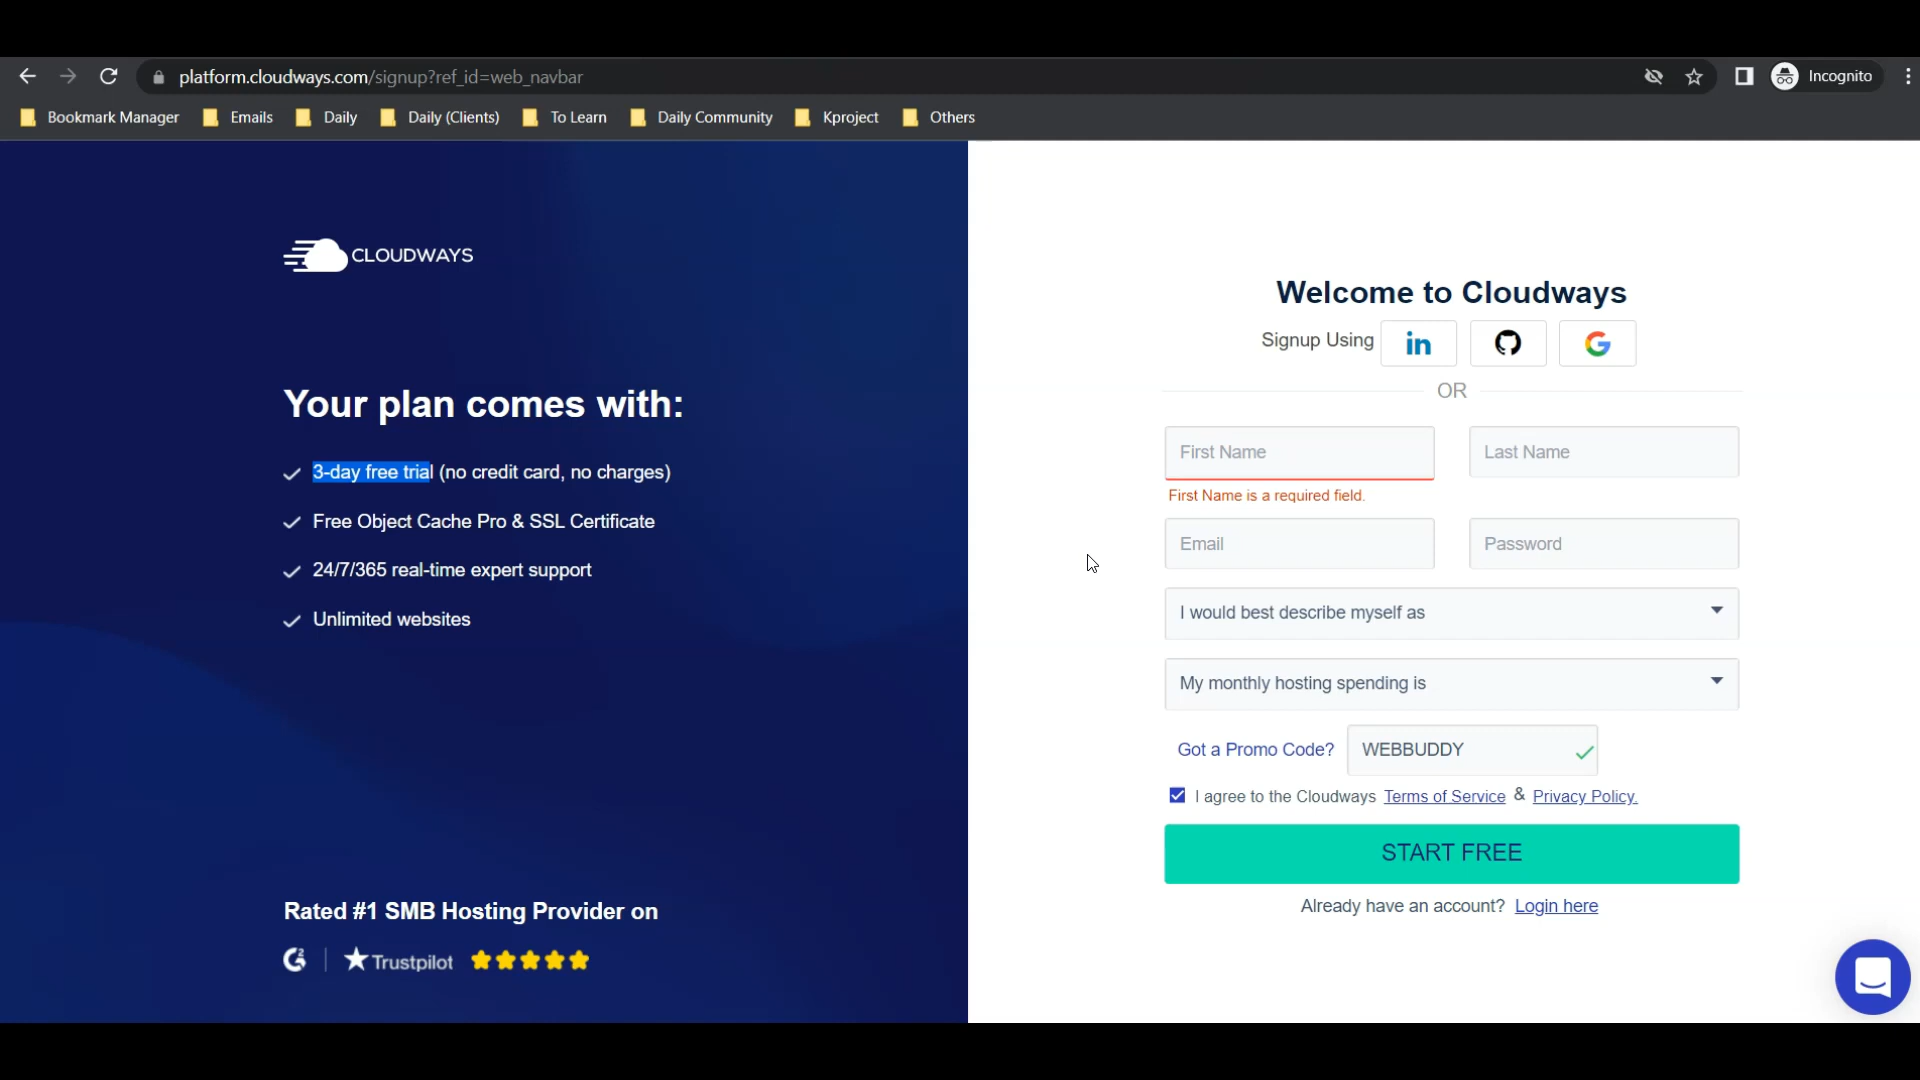 platform.cloudways.com/signup?ref_id=web_navbar
Incognito
Bookmark Manager Emails Daily Daily (Clients) To Learn Daily Community Kproject Others
CLOUDWAYS
Your plan comes with:
3-day free trial (no credit card, no charges)
Free Object Cache Pro & SSL Certificate
24/7/365 real-time expert support
Unlimited websites
Rated #1 SMB Hosting Provider on
G2 | Trustpilot
Welcome to Cloudways
Signup Using in G
OR
First Name Last Name
First Name is a required field.
Email Password
I would best describe myself as
My monthly hosting spending is
Got a Promo Code? WEBBUDDY
I agree to the Cloudways Terms of Service & Privacy Policy.
START FREE
Already have an account? Login here